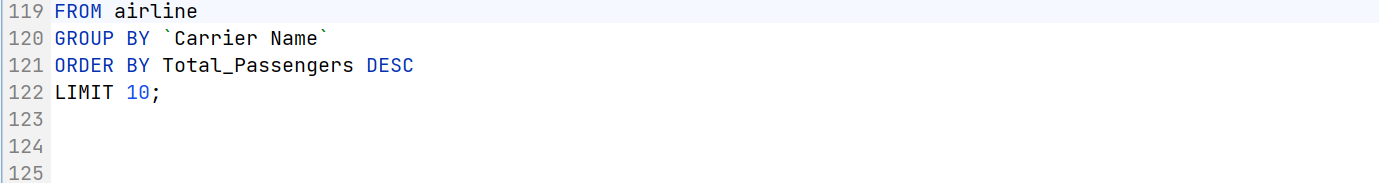 119 FROM airline
120 GROUP BY `Carrier Name`
121 ORDER BY Total_Passengers DESC
122 LIMIT 10;
123
124
125